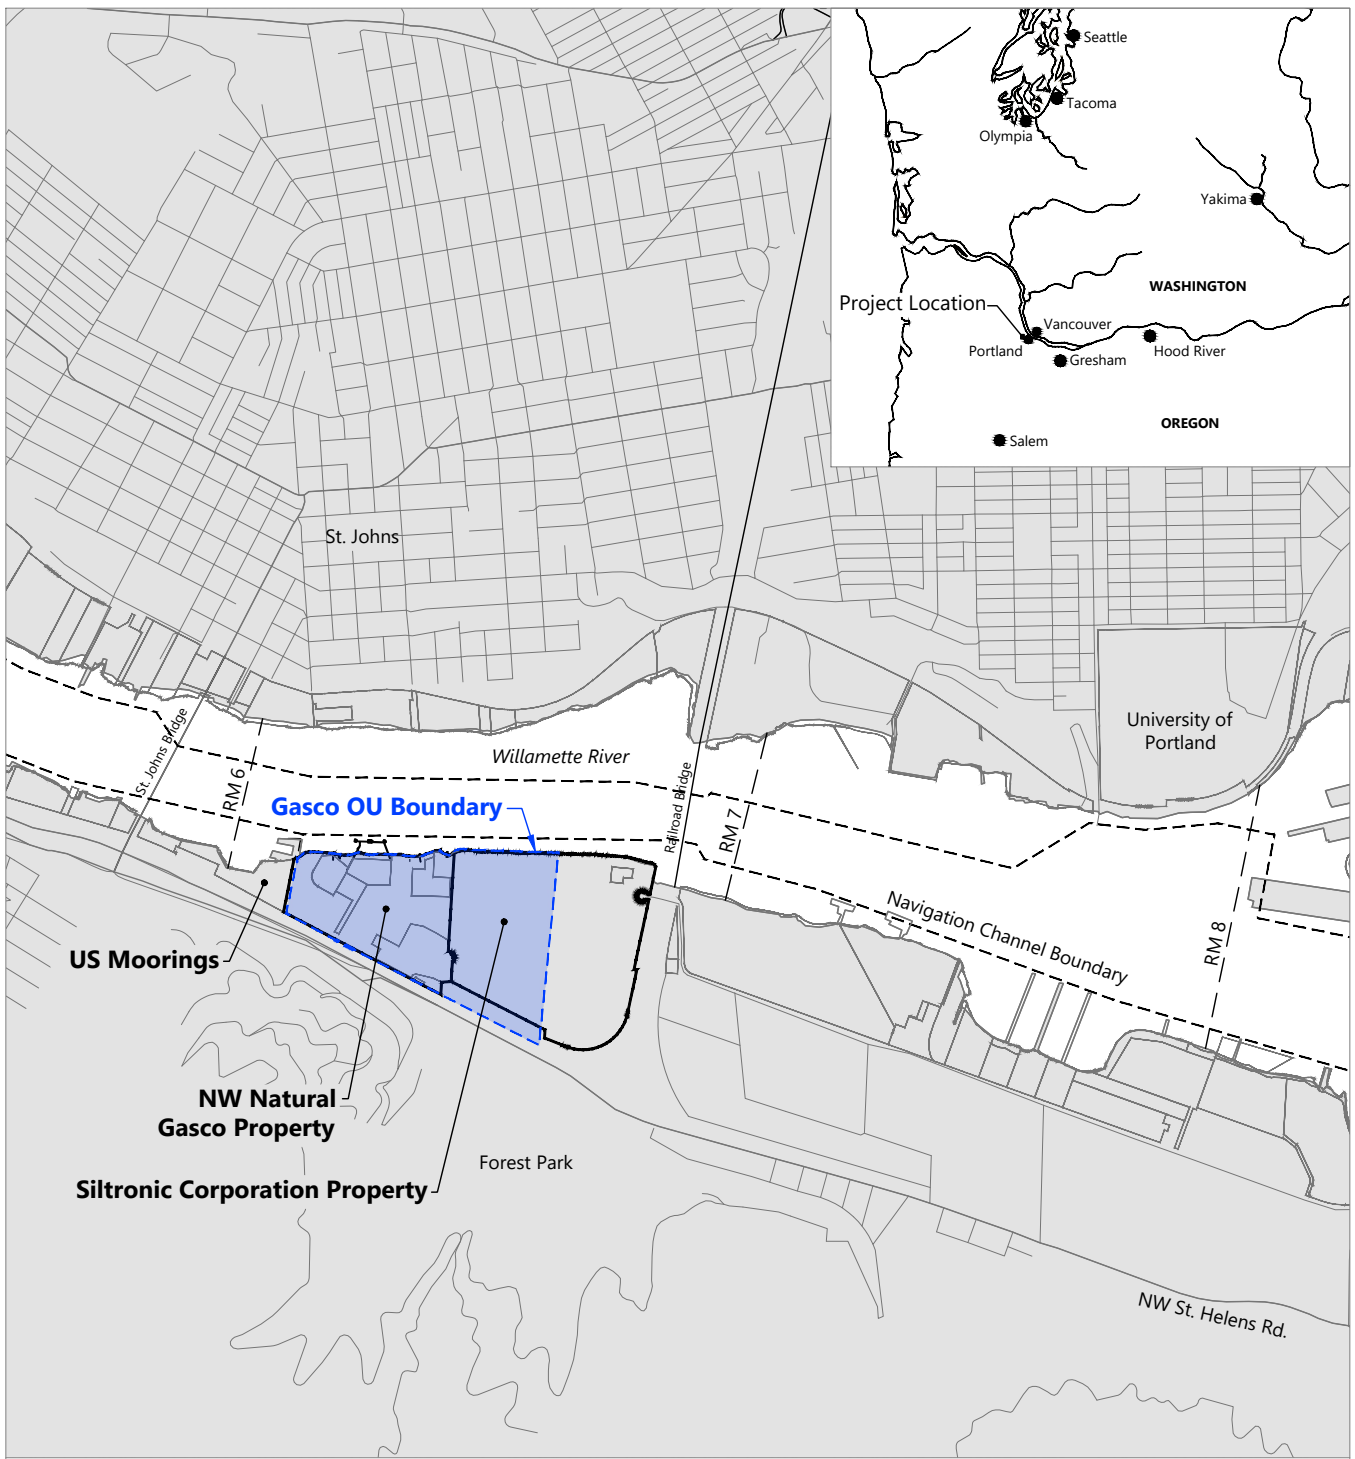 Seattle
Tacoma
Olympia
Yakima
WASHINGTON
Project Location
Vancouver
Portland
Hood River
Gresham
OREGON
Salem
St. Johns
University of
Portland
Willamette River
St. Johns Bridge
RM 6
Gasco OU Boundary
Railroad Bridge
RM 7
Navigation Channel Boundary
RM 8
US Moorings
NW Natural
Gasco Property
Forest Park
Siltronic Corporation Property
NW St. Helens Rd.